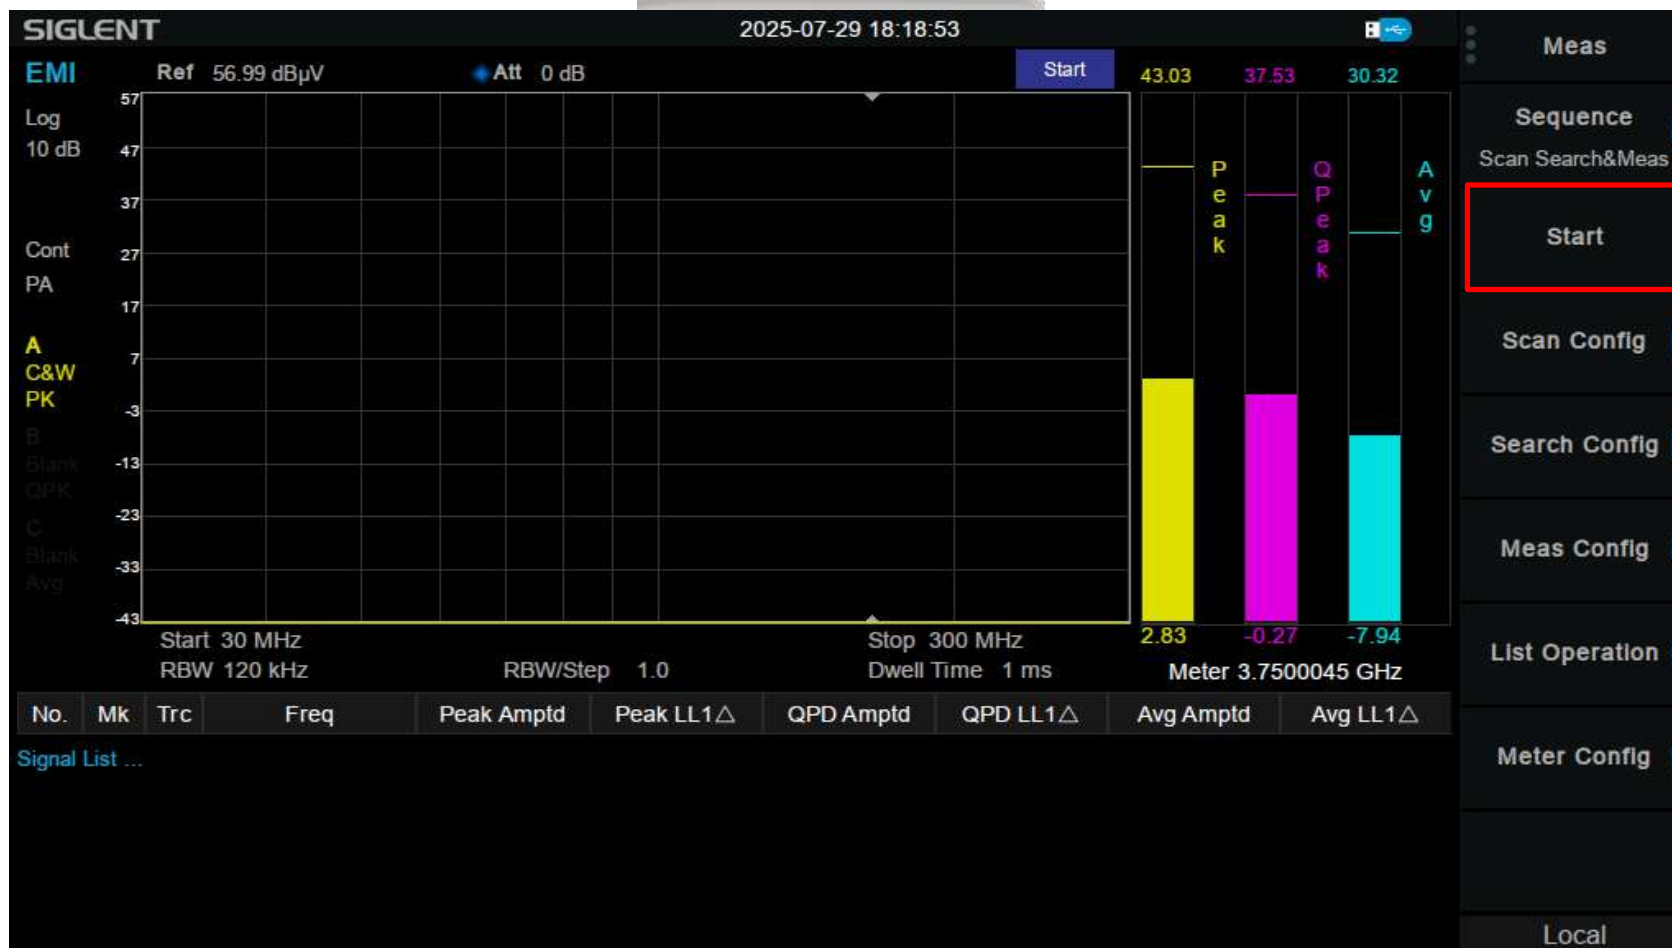 SIGLENT
2025-07-29 18:18:53
EMI
Ref 56.99 dBµV
Att 0 dB
Start
43.03 37.53 30.32
Log
10 dB
Cont
PA
A
C&W
PK
B
Blank
QPK
C
Blank
Avg
57
47
37
27
17
7
-3
-13
-23
-33
-43
Peak
QPeak
Avg
2.83 -0.27 -7.94
Start 30 MHz
Stop 300 MHz
RBW 120 kHz
RBW/Step 1.0
Dwell Time 1 ms
Meter 3.7500045 GHz
No. Mk Trc Freq Peak Amptd Peak LL1△ QPD Amptd QPD LL1△ Avg Amptd Avg LL1△
Signal List ...
Meas
Sequence
Scan Search&Meas
Start
Scan Config
Search Config
Meas Config
List Operation
Meter Config
Local